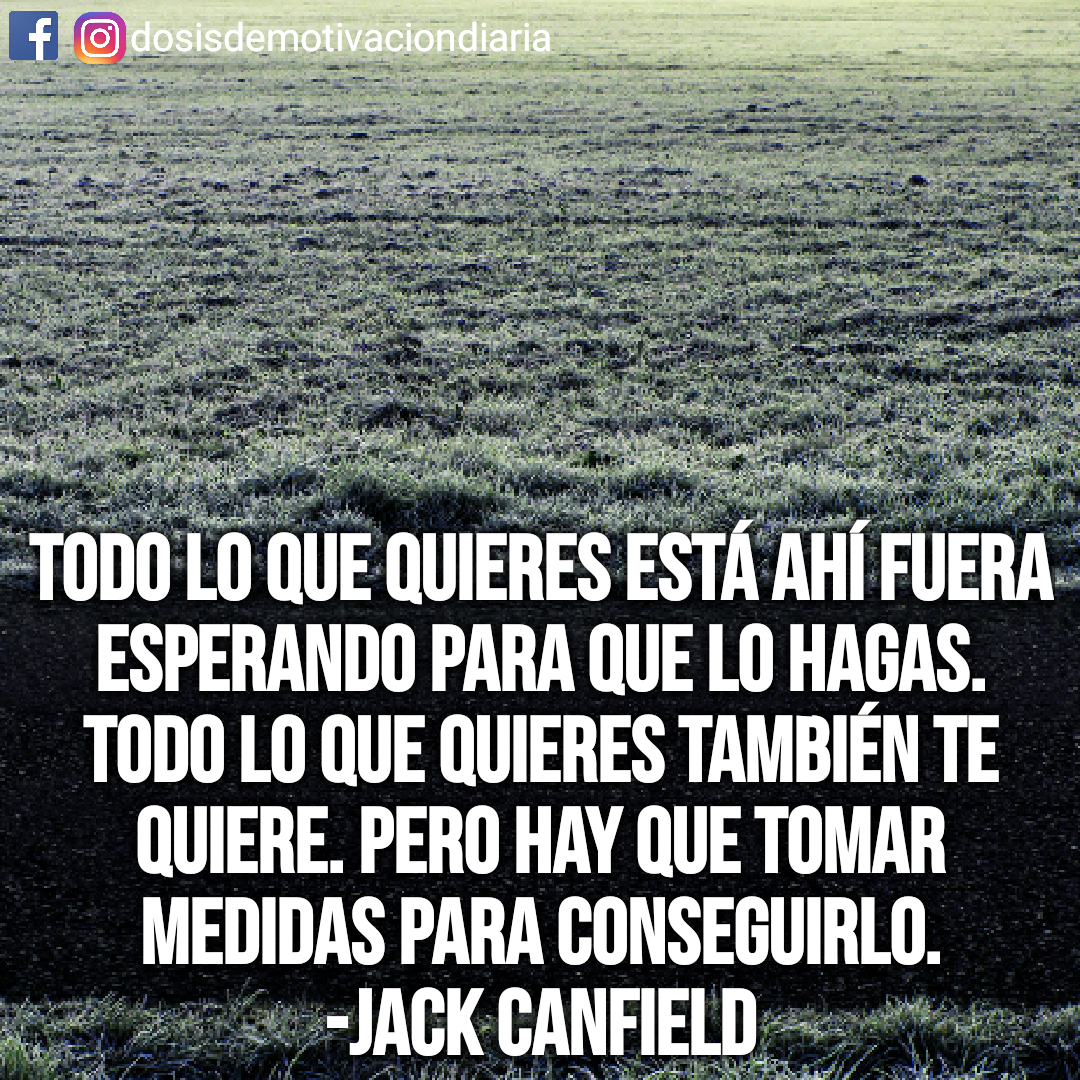 dosisdemotivaciondiaria
TODO LO QUE QUIERES ESTÁ AHÍ FUERA
ESPERANDO PARA QUE LO HAGAS.
TODO LO QUE QUIERES TAMBIÉN TE
QUIERE. PERO HAY QUE TOMAR
MEDIDAS PARA CONSEGUIRLO.
-JACK CANFIELD